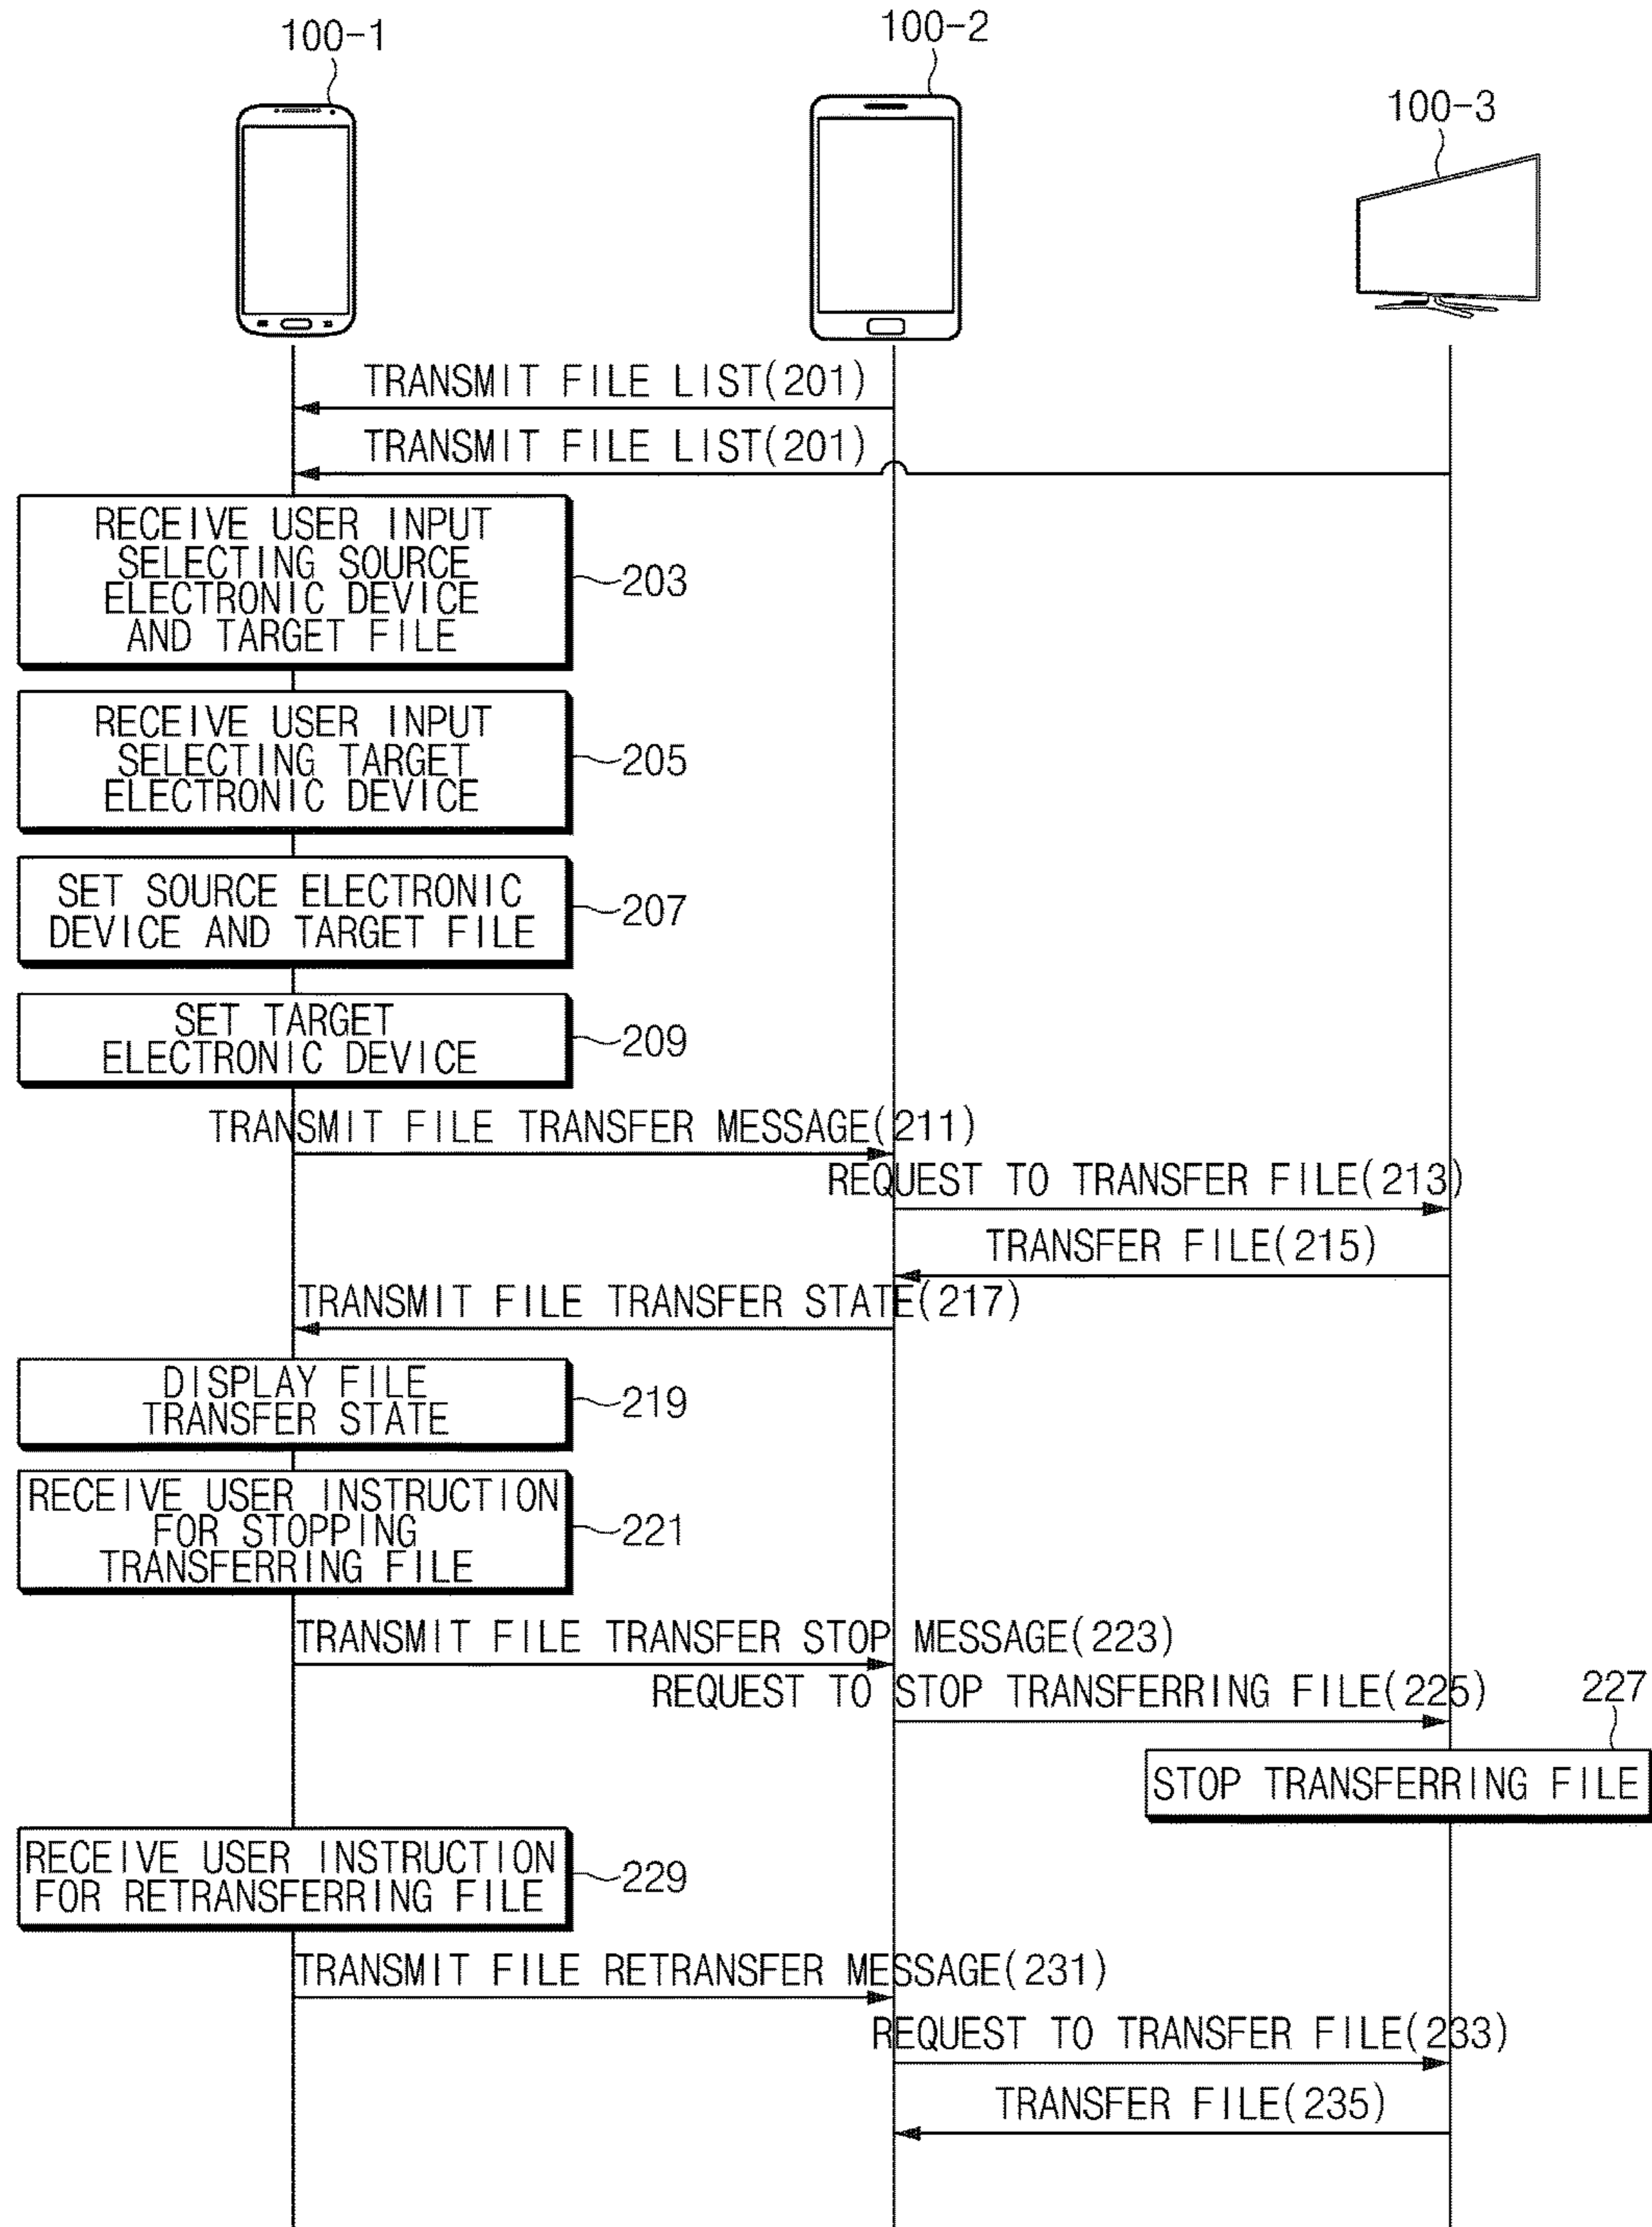 100-1
100-2
100-3
TRANSMIT FILE LIST(201)
TRANSMIT FILE LIST(201)
RECEIVE USER INPUT
SELECTING SOURCE
ELECTRONIC DEVICE
AND TARGET FILE
203
RECEIVE USER INPUT
SELECTING TARGET
ELECTRONIC DEVICE
205
SET SOURCE ELECTRONIC
DEVICE AND TARGET FILE
207
SET TARGET
ELECTRONIC DEVICE
209
TRANSMIT FILE TRANSFER MESSAGE(211)
REQUEST TO TRANSFER FILE(213)
TRANSFER FILE(215)
TRANSMIT FILE TRANSFER STATE(217)
DISPLAY FILE
TRANSFER STATE
219
RECEIVE USER INSTRUCTION
FOR STOPPING
TRANSFERRING FILE
221
TRANSMIT FILE TRANSFER STOP MESSAGE(223)
REQUEST TO STOP TRANSFERRING FILE(225)
227
STOP TRANSFERRING FILE
RECEIVE USER INSTRUCTION
FOR RETRANSFERRING FILE
229
TRANSMIT FILE RETRANSFER MESSAGE(231)
REQUEST TO TRANSFER FILE(233)
TRANSFER FILE(235)